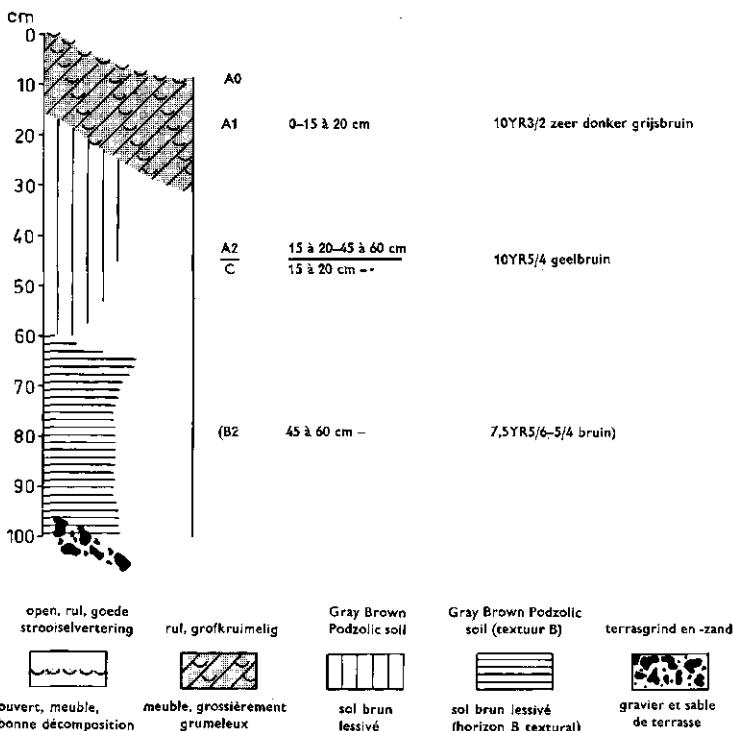 cm
0
10
20
30
40
50
60
70
80
90
100
A0
A1 0–15 à 20 cm 10YR3/2 zeer donker grijsbruin
A2 15 à 20–45 à 60 cm
C 15 à 20 cm –- 10YR5/4 geelbruin
(B2 45 à 60 cm – 7,5YR5/6–5/4 bruin)
open, rul, goede
strooiselvertering
ouvert, meuble,
bonne décomposition
rul, grofkruimelig
meuble, grossièrement
grumeleux
Gray Brown
Podzolic soil
sol brun
lessivé
Gray Brown Podzolic
soil (textuur B)
sol brun lessivé
(horizon B textural)
terrasgrind en -zand
gravier et sable
de terrasse